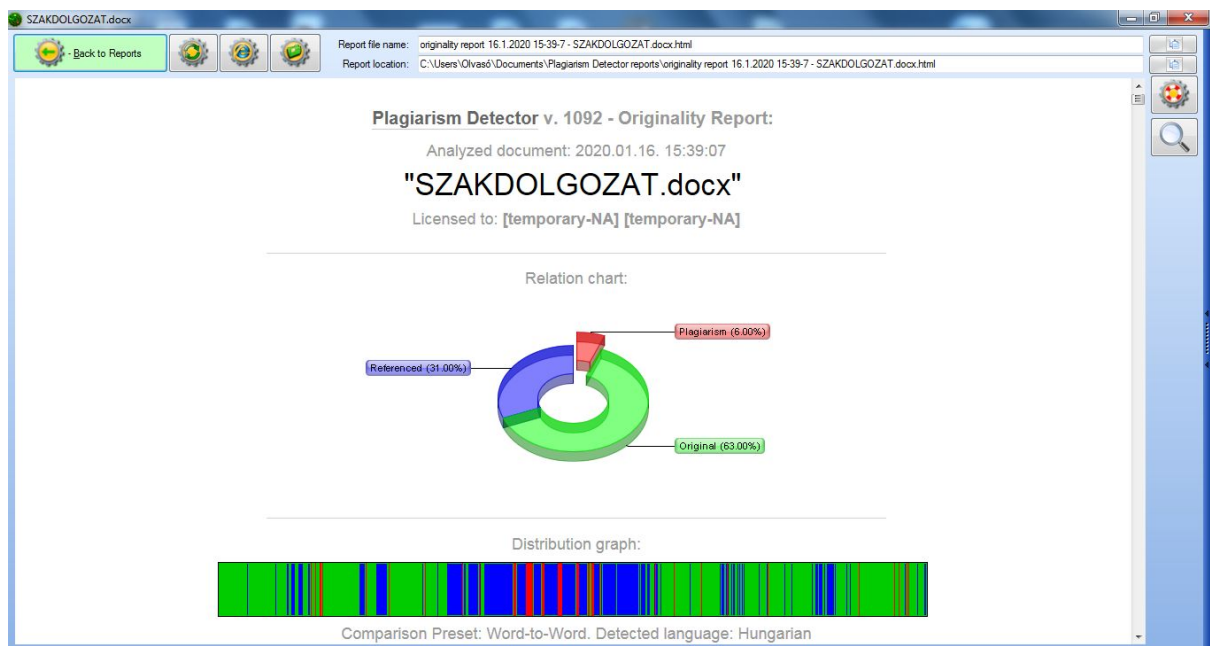 SZAKDOLGOZAT.docx
- Back to Reports
Report file name: originality report 16.1.2020 15-39-7 - SZAKDOLGOZAT.docx.html
Report location: C:\Users\Olvasó\Documents\Plagiarism Detector reports\originality report 16.1.2020 15-39-7 - SZAKDOLGOZAT.docx.html
Plagiarism Detector v. 1092 - Originality Report:
Analyzed document: 2020.01.16. 15:39:07
"SZAKDOLGOZAT.docx"
Licensed to: [temporary-NA] [temporary-NA]
Relation chart:
Plagiarism (6.00%)
Referenced (31.00%)
Original (63.00%)
Distribution graph:
Comparison Preset: Word-to-Word. Detected language: Hungarian